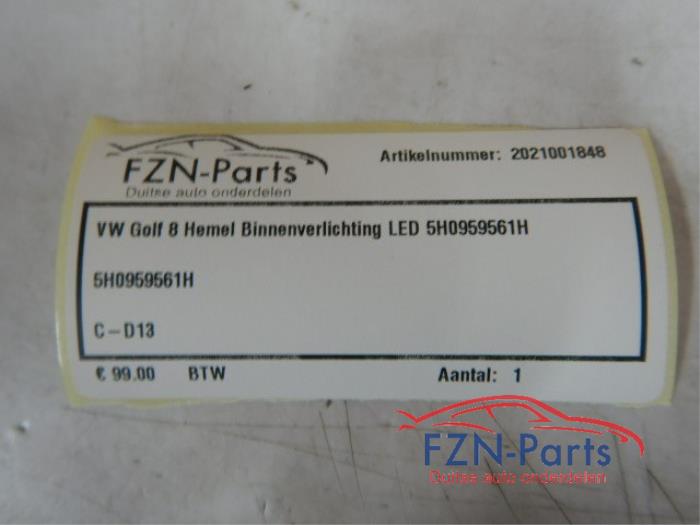 FZN-Parts
Duitse auto onderdelen
Artikelnummer: 2021001848
VW Golf 8 Hemel Binnenverlichting LED 5H0959561H
5H0959561H
C-D13
€ 99.00 BTW Aantal: 1
FZN-Parts
Duitse auto onderdelen